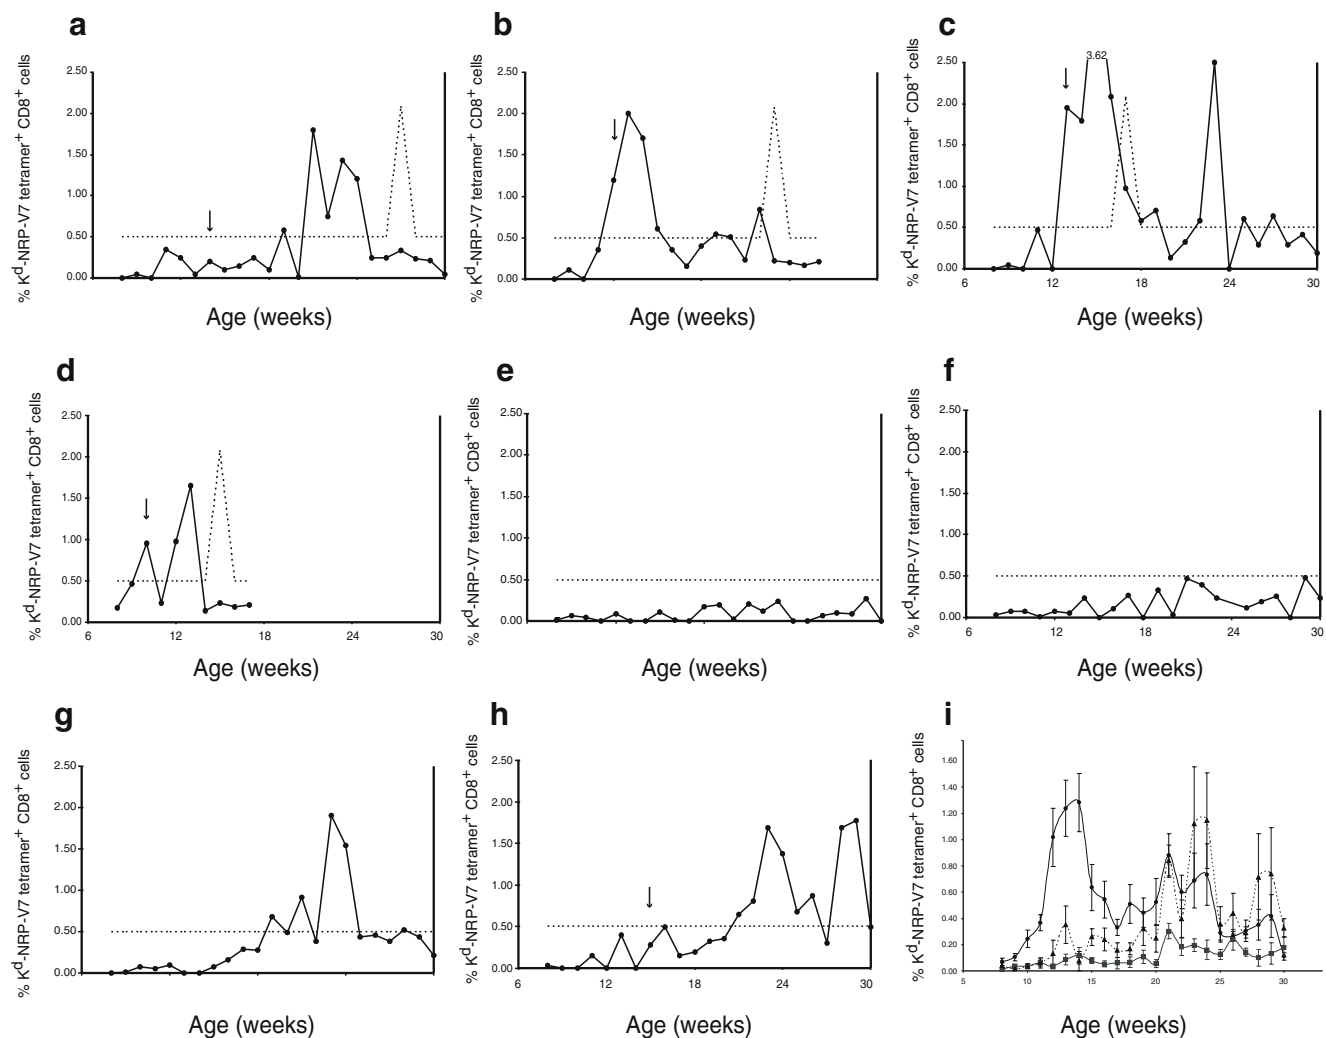 a
% Kd-NRP-V7 tetramer+ CD8+ cells
2.50
2.00
1.50
1.00
0.50
0.00
Age (weeks)
b
% Kd-NRP-V7 tetramer+ CD8+ cells
2.50
2.00
1.50
1.00
0.50
0.00
Age (weeks)
c
% Kd-NRP-V7 tetramer+ CD8+ cells
3.62
2.50
2.00
1.50
1.00
0.50
0.00
6 12 18 24 30
Age (weeks)
d
% Kd-NRP-V7 tetramer+ CD8+ cells
2.50
2.00
1.50
1.00
0.50
0.00
6 12 18 24 30
Age (weeks)
e
% Kd-NRP-V7 tetramer+ CD8+ cells
2.50
2.00
1.50
1.00
0.50
0.00
Age (weeks)
f
% Kd-NRP-V7 tetramer+ CD8+ cells
2.50
2.00
1.50
1.00
0.50
0.00
6 12 18 24 30
Age (weeks)
g
% Kd-NRP-V7 tetramer+ CD8+ cells
2.50
2.00
1.50
1.00
0.50
0.00
Age (weeks)
h
% Kd-NRP-V7 tetramer+ CD8+ cells
2.50
2.00
1.50
1.00
0.50
0.00
6 12 18 24 30
Age (weeks)
i
% Kd-NRP-V7 tetramer+ CD8+ cells
1.60
1.40
1.20
1.00
0.80
0.60
0.40
0.20
0.00
5 10 15 20 25 30
Age (weeks)